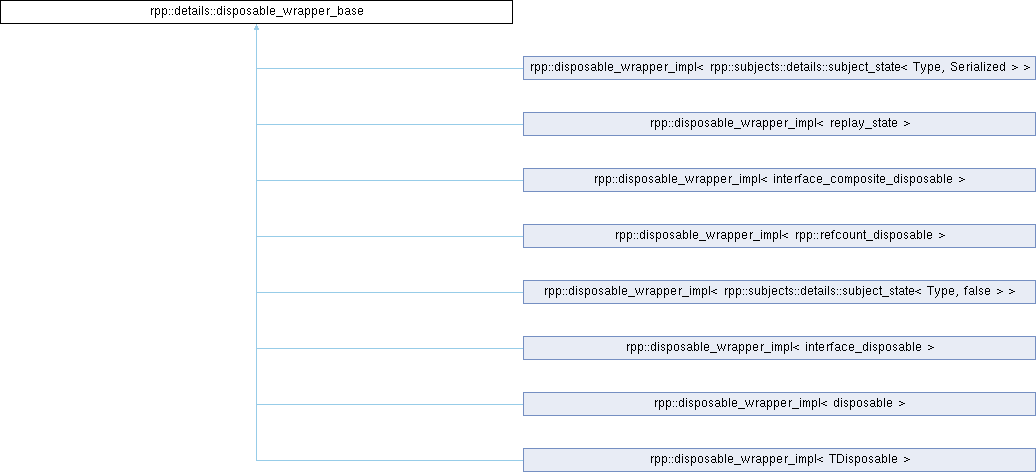 rpp::details::disposable_wrapper_base
rpp::disposable_wrapper_impl< rpp::subjects::details::subject_state< Type, Serialized > >
rpp::disposable_wrapper_impl< replay_state >
rpp::disposable_wrapper_impl< interface_composite_disposable >
rpp::disposable_wrapper_impl< rpp::refcount_disposable >
rpp::disposable_wrapper_impl< rpp::subjects::details::subject_state< Type, false > >
rpp::disposable_wrapper_impl< interface_disposable >
rpp::disposable_wrapper_impl< disposable >
rpp::disposable_wrapper_impl< TDisposable >